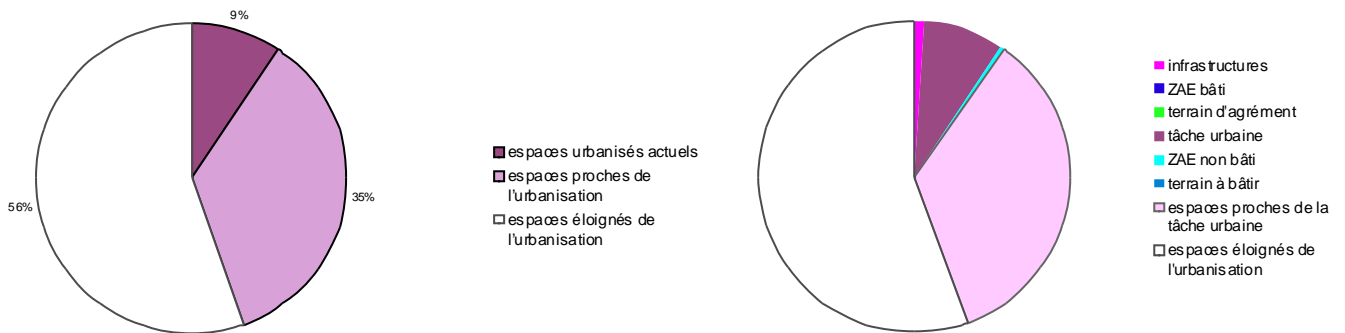 9%
35%
56%
espaces urbanisés actuels
espaces proches de
l'urbanisation
espaces éloignés de
l'urbanisation
infrastructures
ZAE bâti
terrain d'agrément
tâche urbaine
ZAE non bâti
terrain à bâtir
espaces proches de la
tâche urbaine
espaces éloignés de
l'urbanisation